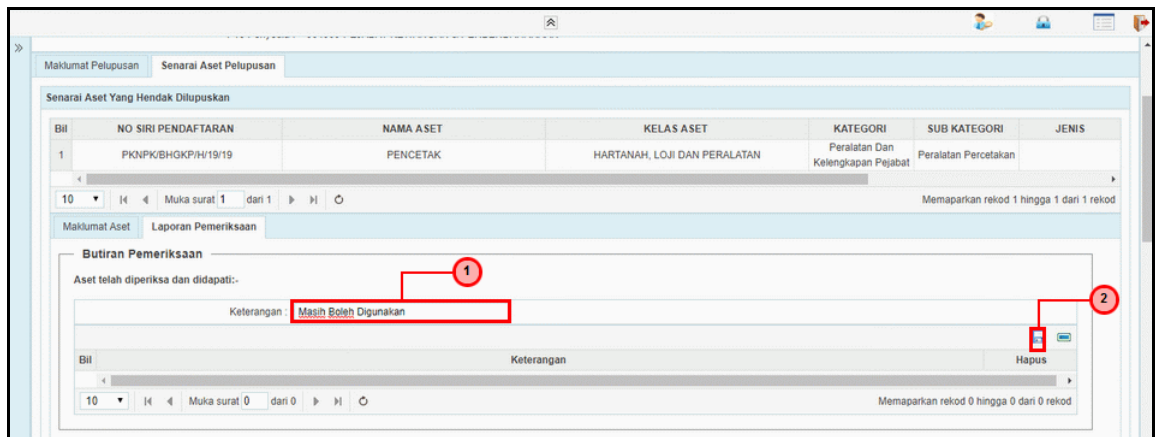 Maklumat Pelupusan Senarai Aset Pelupusan
Senarai Aset Yang Hendak Dilupuskan
Bil NO SIRI PENDAFTARAN NAMA ASET KELAS ASET KATEGORI SUB KATEGORI JENIS
1 PKNPK/BHGKP/H/19/19 PENCETAK HARTANAH, LOJI DAN PERALATAN Peralatan Dan Kelengkapan Pejabat Peralatan Percetakan
10 Muka surat 1 dari 1 Memaparkan rekod 1 hingga 1 dari 1 rekod
Maklumat Aset Laporan Pemeriksaan
Butiran Pemeriksaan
Aset telah diperiksa dan didapati:-
1
Keterangan : Masih Boleh Digunakan
2
Bil Keterangan Hapus
10 Muka surat 0 dari 0 Memaparkan rekod 0 hingga 0 dari 0 rekod